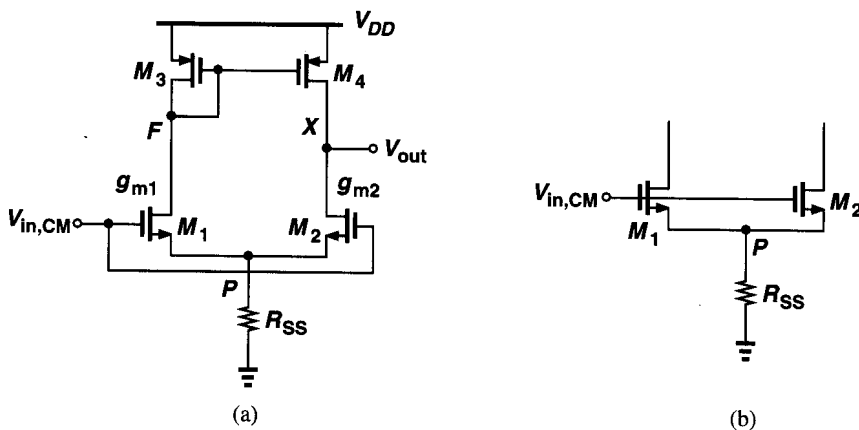 V_DD
M_3
M_4
F
X
V_out
g_m1
g_m2
V_in,CM
M_1
M_2
P
R_SS
(a)
V_in,CM
M_1
M_2
P
R_SS
(b)